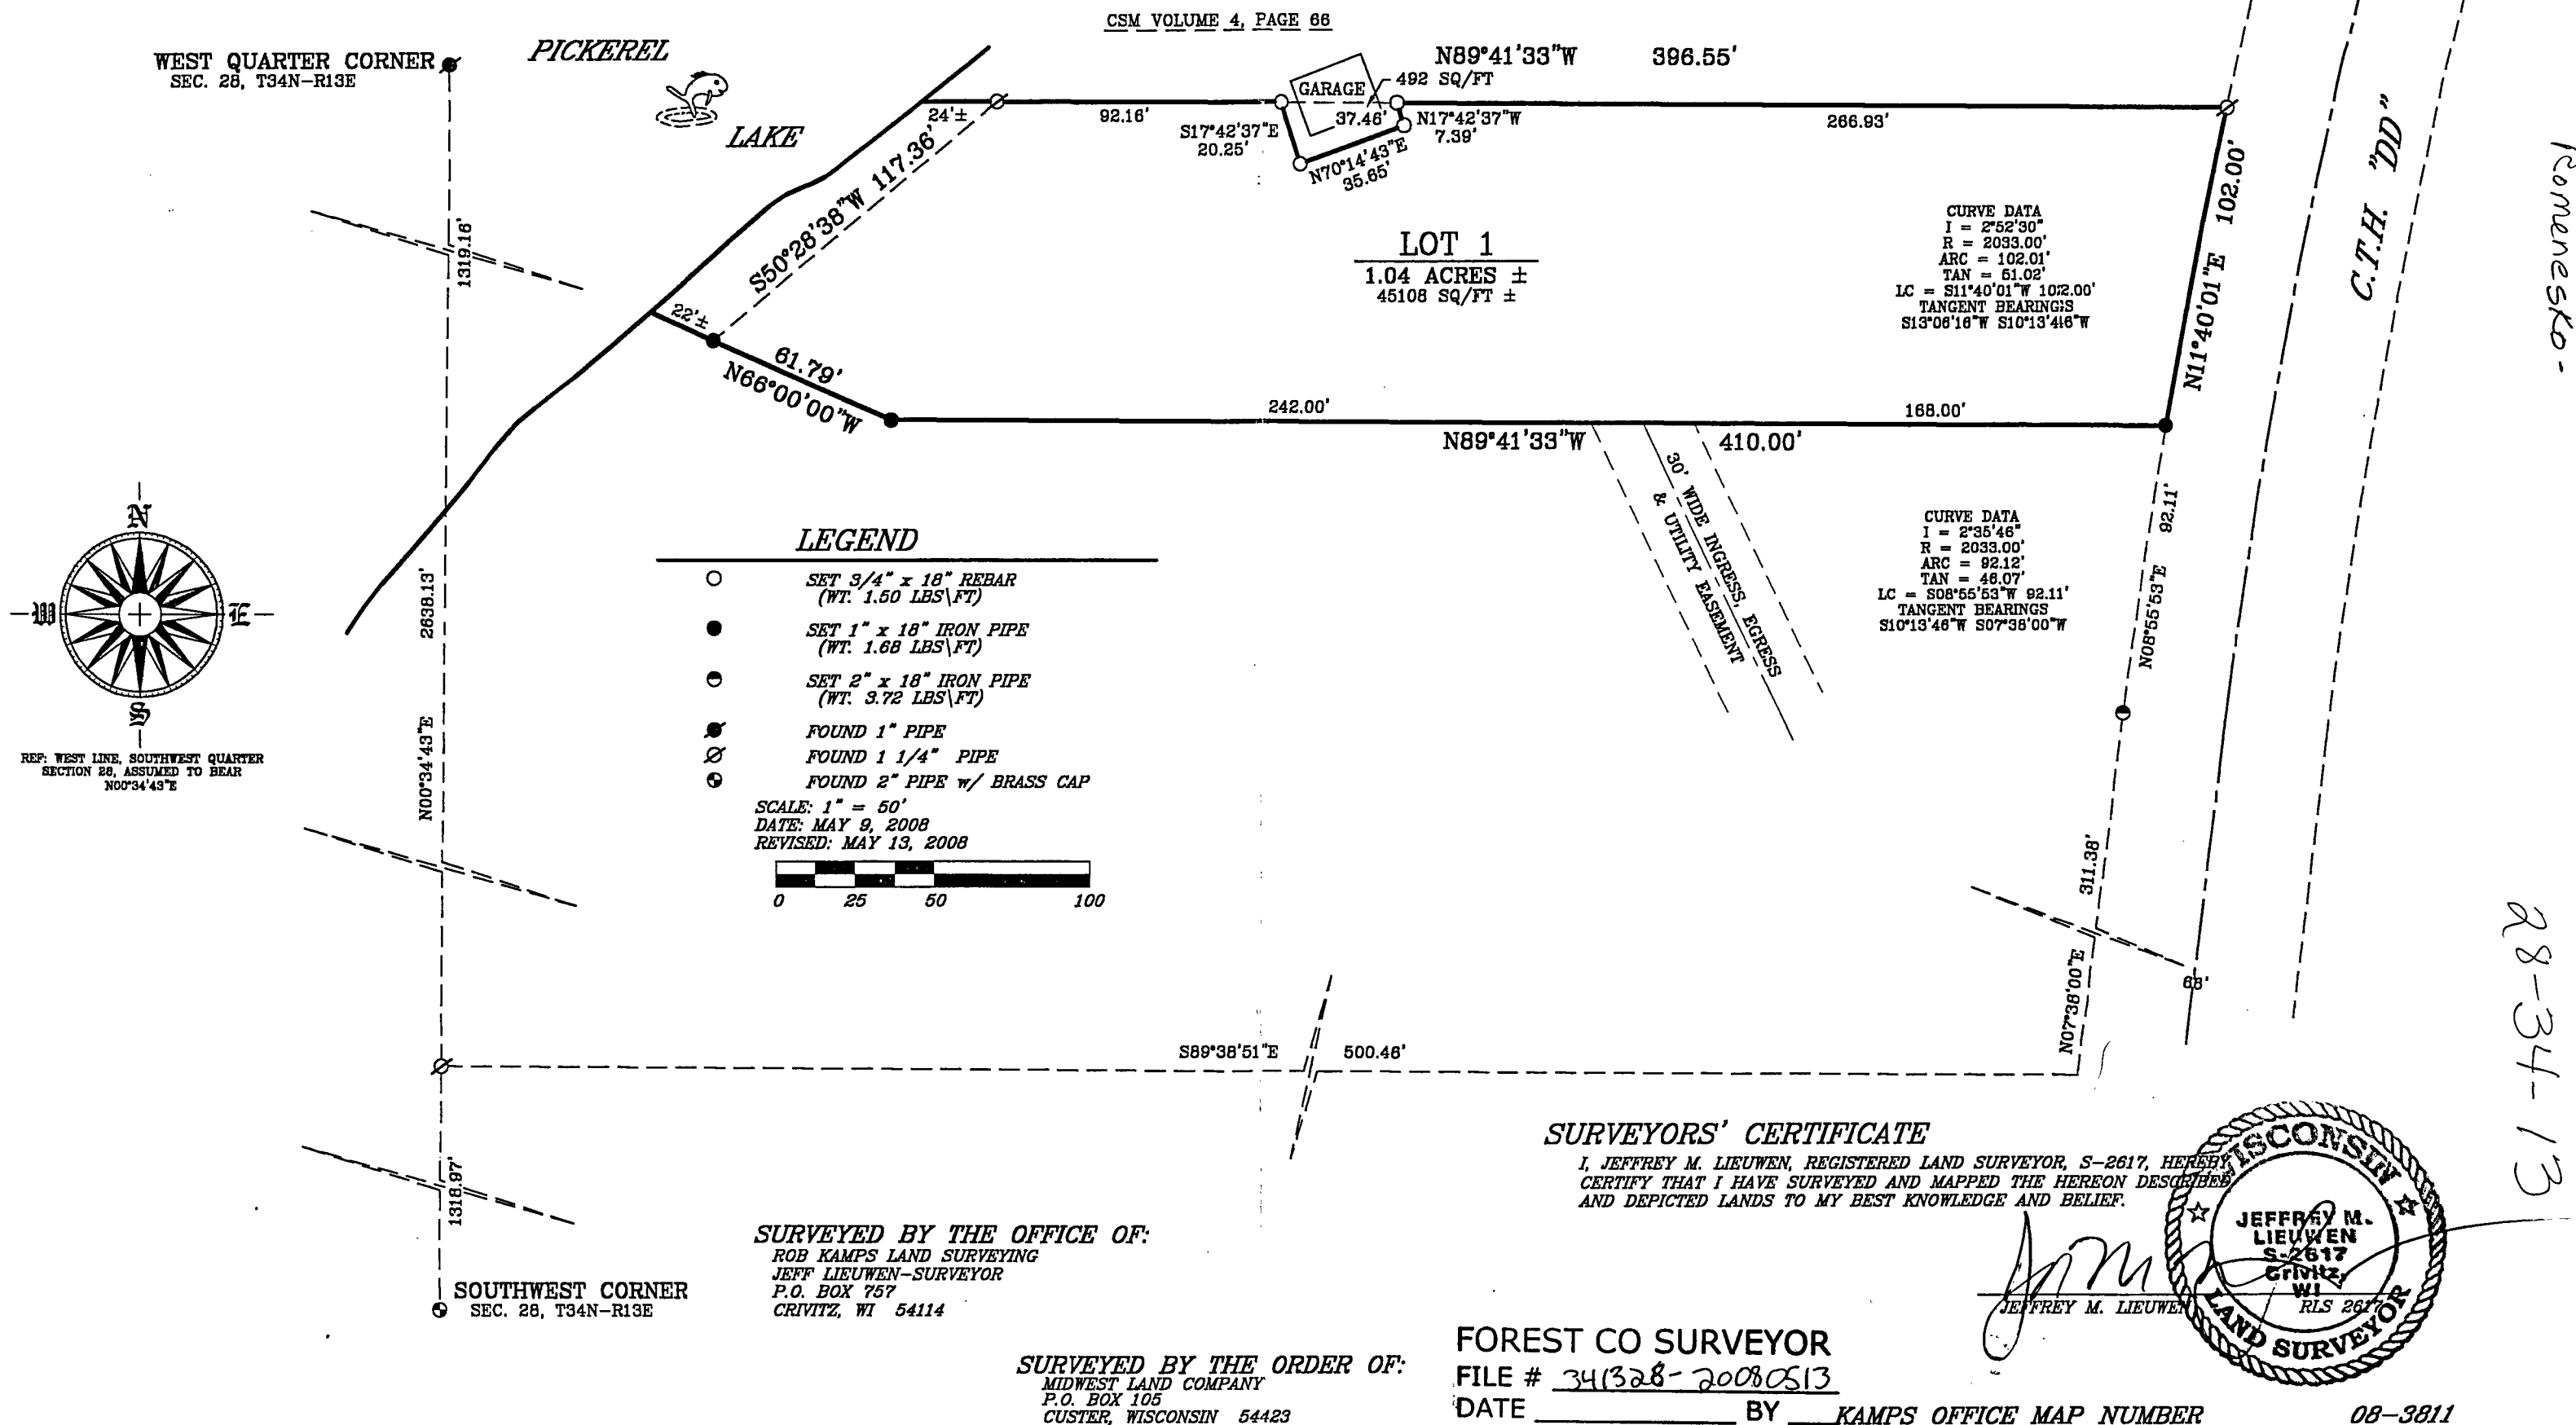 CSM VOLUME 4, PAGE 66
WEST QUARTER CORNER
SEC. 28, T34N-R13E
PICKEREL
LAKE
N89°41'33"W 396.55'
GARAGE
492 SQ/FT
24'±
92.16'
37.46'
S17°42'37"E
20.25'
N17°42'37"W
7.39'
N70°14'43"E
35.65'
266.93'
S50°28'38"W 117.36'
1319.16'
LOT 1
1.04 ACRES ±
45108 SQ/FT ±
CURVE DATA
I = 2°52'30"
R = 2033.00'
ARC = 102.01'
TAN = 51.02'
LC = S11°40'01"W 102.00'
TANGENT BEARINGS
S13°06'16"W S10°13'46"W
N11°40'01"E 102.00'
C.T.H. "DD"
Romenesko-
22'±
61.79'
N66°00'00"W
242.00'
168.00'
N89°41'33"W 410.00'
30' WIDE INGRESS, EGRESS
& UTILITY EASEMENT
CURVE DATA
I = 2°35'46"
R = 2033.00'
ARC = 92.12'
TAN = 46.07'
LC = S08°55'53"W 92.11'
TANGENT BEARINGS
S10°13'46"W S07°38'00"W
N08°55'53"E 92.11'
N
W
E
S
REF: WEST LINE, SOUTHWEST QUARTER
SECTION 28, ASSUMED TO BEAR
N00°34'43"E
N00°34'43"E 2638.13'
LEGEND
SET 3/4" x 18" REBAR
(WT. 1.50 LBS\FT)
SET 1" x 18" IRON PIPE
(WT. 1.68 LBS\FT)
SET 2" x 18" IRON PIPE
(WT. 3.72 LBS\FT)
FOUND 1" PIPE
FOUND 1 1/4" PIPE
FOUND 2" PIPE w/ BRASS CAP
SCALE: 1" = 50'
DATE: MAY 9, 2008
REVISED: MAY 13, 2008
0 25 50 100
N07°38'00"E 311.38'
66'
28-34-13
S89°38'51"E 500.46'
1318.97'
SOUTHWEST CORNER
SEC. 28, T34N-R13E
SURVEYED BY THE OFFICE OF:
ROB KAMPS LAND SURVEYING
JEFF LIEUWEN-SURVEYOR
P.O. BOX 757
CRIVITZ, WI 54114
SURVEYORS' CERTIFICATE
I, JEFFREY M. LIEUWEN, REGISTERED LAND SURVEYOR, S-2617, HEREBY
CERTIFY THAT I HAVE SURVEYED AND MAPPED THE HEREON DESCRIBED
AND DEPICTED LANDS TO MY BEST KNOWLEDGE AND BELIEF.
JEFFREY M. LIEUWEN RLS 2617
WISCONSIN
JEFFREY M.
LIEUWEN
S-2617
Crivitz,
WI
LAND SURVEYOR
SURVEYED BY THE ORDER OF:
MIDWEST LAND COMPANY
P.O. BOX 105
CUSTER, WISCONSIN 54423
FOREST CO SURVEYOR
FILE # 341328-20080513
DATE BY
KAMPS OFFICE MAP NUMBER 08-3811